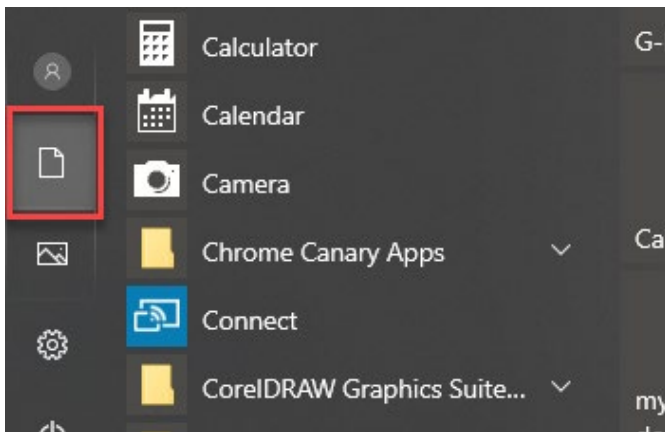 Calculator
G-
Calendar
Camera
Chrome Canary Apps
Ca
Connect
CorelDRAW Graphics Suite...
my